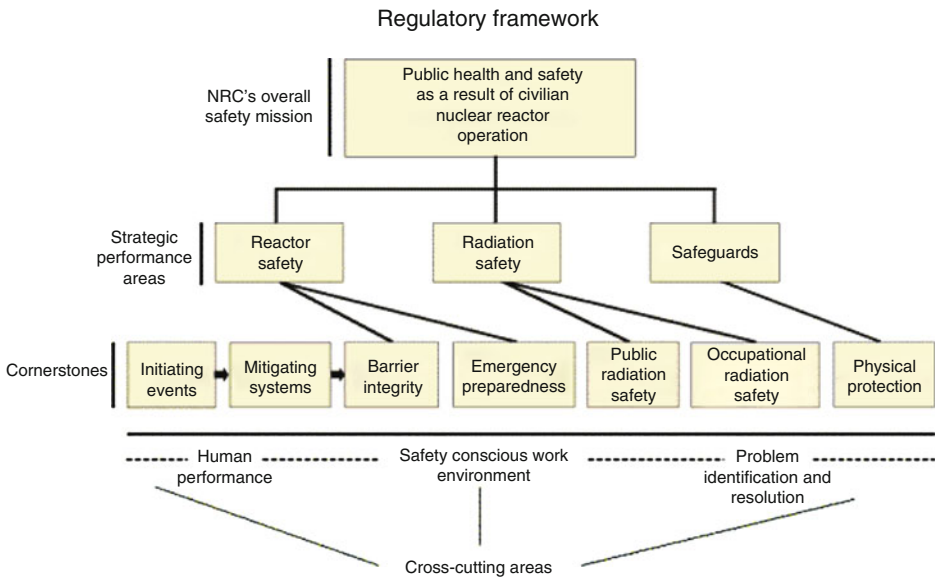 Regulatory framework
NRC's overall
safety mission
Public health and safety
as a result of civilian
nuclear reactor
operation
Strategic
performance
areas
Reactor
safety
Radiation
safety
Safeguards
Cornerstones
Initiating
events
Mitigating
systems
Barrier
integrity
Emergency
preparedness
Public
radiation
safety
Occupational
radiation
safety
Physical
protection
Human
performance
Safety conscious work
environment
Problem
identification and
resolution
Cross-cutting areas